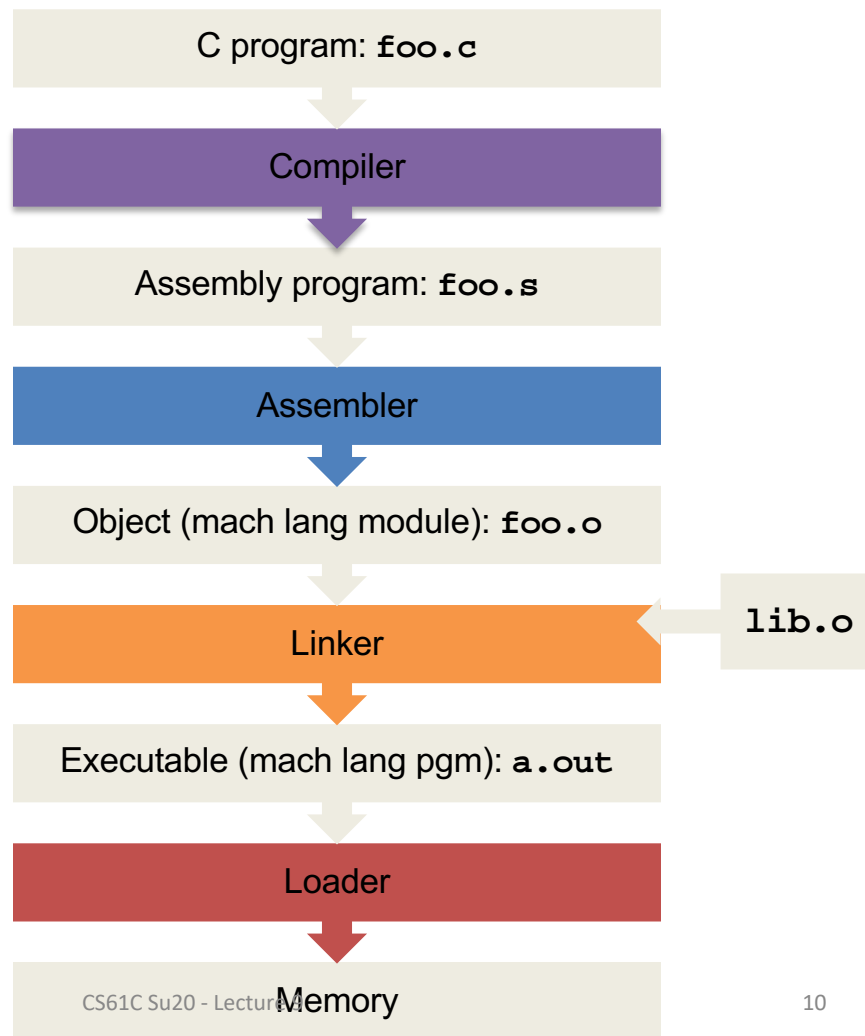 C program: foo.c
Compiler
Assembly program: foo.s
Assembler
Object (mach lang module): foo.o
Linker
lib.o
Executable (mach lang pgm): a.out
Loader
Memory
CS61C Su20 - Lecture 9
10